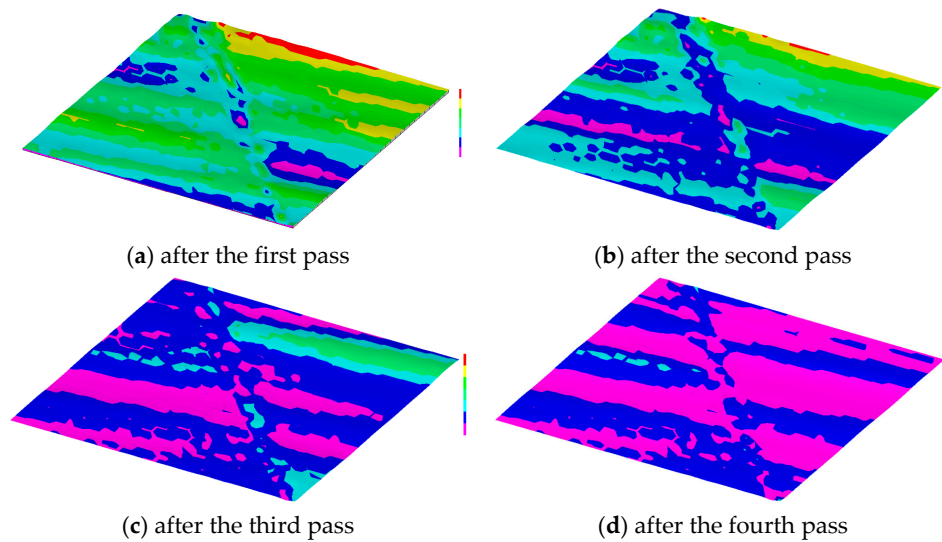 (a) after the first pass
(b) after the second pass
(c) after the third pass
(d) after the fourth pass